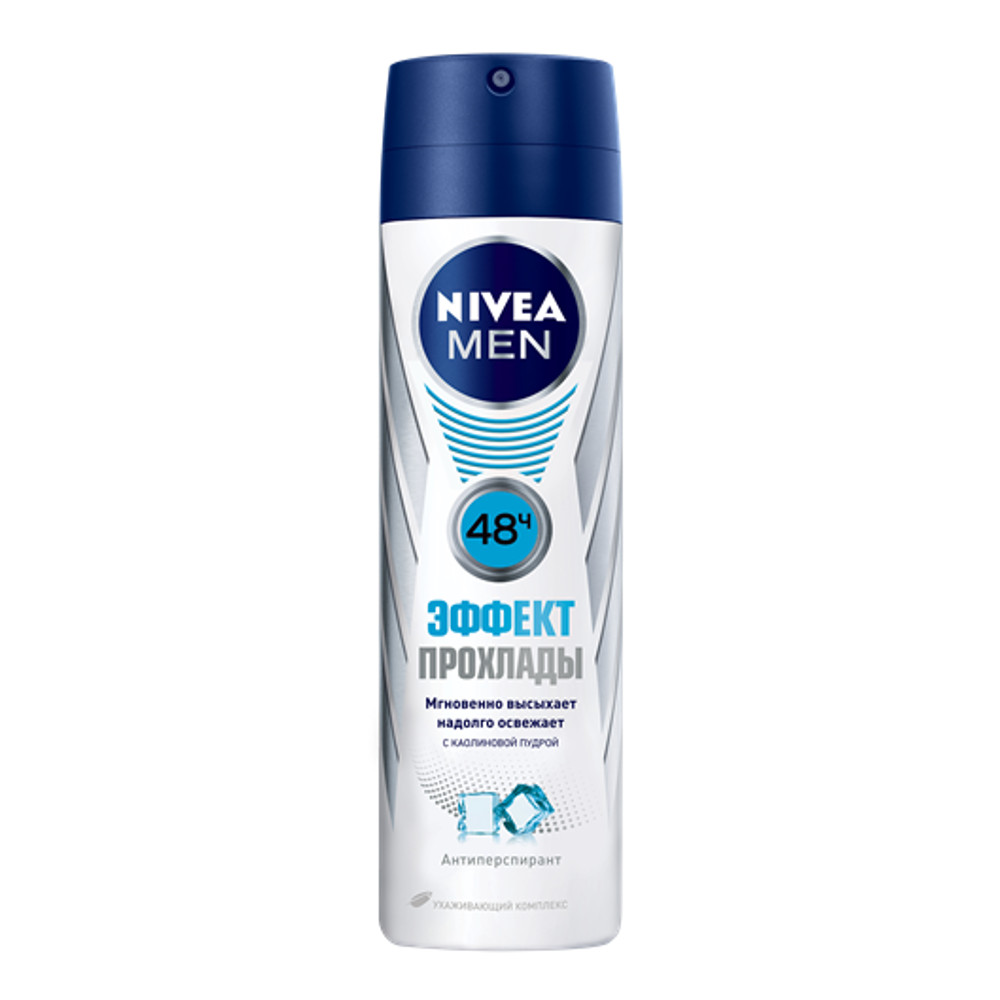 NIVEA
MEN
48ч
ЭФФЕКТ
ПРОХЛАДЫ
Мгновенно высыхает
надолго освежает
С КАОЛИНОВОЙ ПУДРОЙ
Антиперспирант
УХАЖИВАЮЩИЙ КОМПЛЕКС